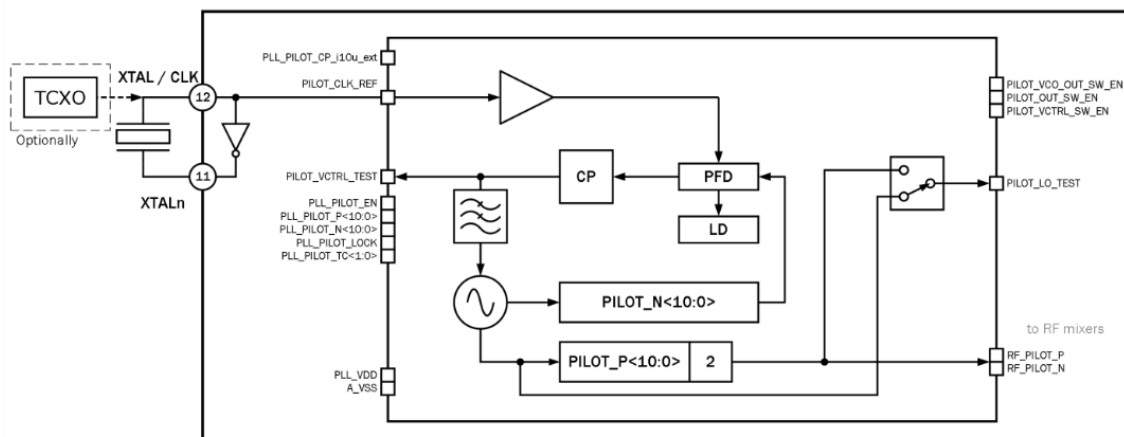 PLL_PILOT_CP_i10u_ext
XTAL / CLK
PILOT_CLK_REF
TCXO
12
Optionally
PILOT_VCO_OUT_SW_EN
PILOT_OUT_SW_EN
PILOT_VCTRL_SW_EN
11
XTALn
PILOT_VCTRL_TEST
CP
PFD
PILOT_LO_TEST
PLL_PILOT_EN
PLL_PILOT_P<10:0>
PLL_PILOT_N<10:0>
PLL_PILOT_LOCK
PLL_PILOT_TC<1:0>
LD
PILOT_N<10:0>
to RF mixers
PILOT_P<10:0> 2
RF_PILOT_P
RF_PILOT_N
PLL_VDD
A_VSS